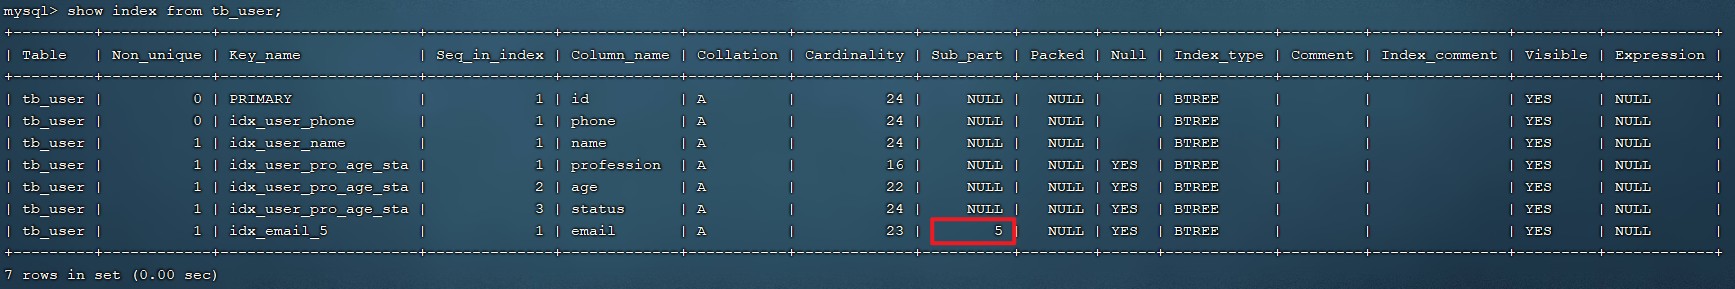 mysql> show index from tb_user;
+---------+------------+----------------------+--------------+-------------+-----------+-------------+----------+--------+------+------------+---------+---------------+---------+------------+
| Table   | Non_unique | Key_name             | Seq_in_index | Column_name | Collation | Cardinality | Sub_part | Packed | Null | Index_type | Comment | Index_comment | Visible | Expression |
+---------+------------+----------------------+--------------+-------------+-----------+-------------+----------+--------+------+------------+---------+---------------+---------+------------+
| tb_user |          0 | PRIMARY              |            1 | id          | A         |          24 |     NULL |   NULL |      | BTREE      |         |               | YES     | NULL       |
| tb_user |          0 | idx_user_phone       |            1 | phone       | A         |          24 |     NULL |   NULL |      | BTREE      |         |               | YES     | NULL       |
| tb_user |          1 | idx_user_name        |            1 | name        | A         |          24 |     NULL |   NULL |      | BTREE      |         |               | YES     | NULL       |
| tb_user |          1 | idx_user_pro_age_sta |            1 | profession  | A         |          16 |     NULL |   NULL | YES  | BTREE      |         |               | YES     | NULL       |
| tb_user |          1 | idx_user_pro_age_sta |            2 | age         | A         |          22 |     NULL |   NULL | YES  | BTREE      |         |               | YES     | NULL       |
| tb_user |          1 | idx_user_pro_age_sta |            3 | status      | A         |          24 |     NULL |   NULL | YES  | BTREE      |         |               | YES     | NULL       |
| tb_user |          1 | idx_email_5          |            1 | email       | A         |          23 |        5 |   NULL | YES  | BTREE      |         |               | YES     | NULL       |
+---------+------------+----------------------+--------------+-------------+-----------+-------------+----------+--------+------+------------+---------+---------------+---------+------------+
7 rows in set (0.00 sec)